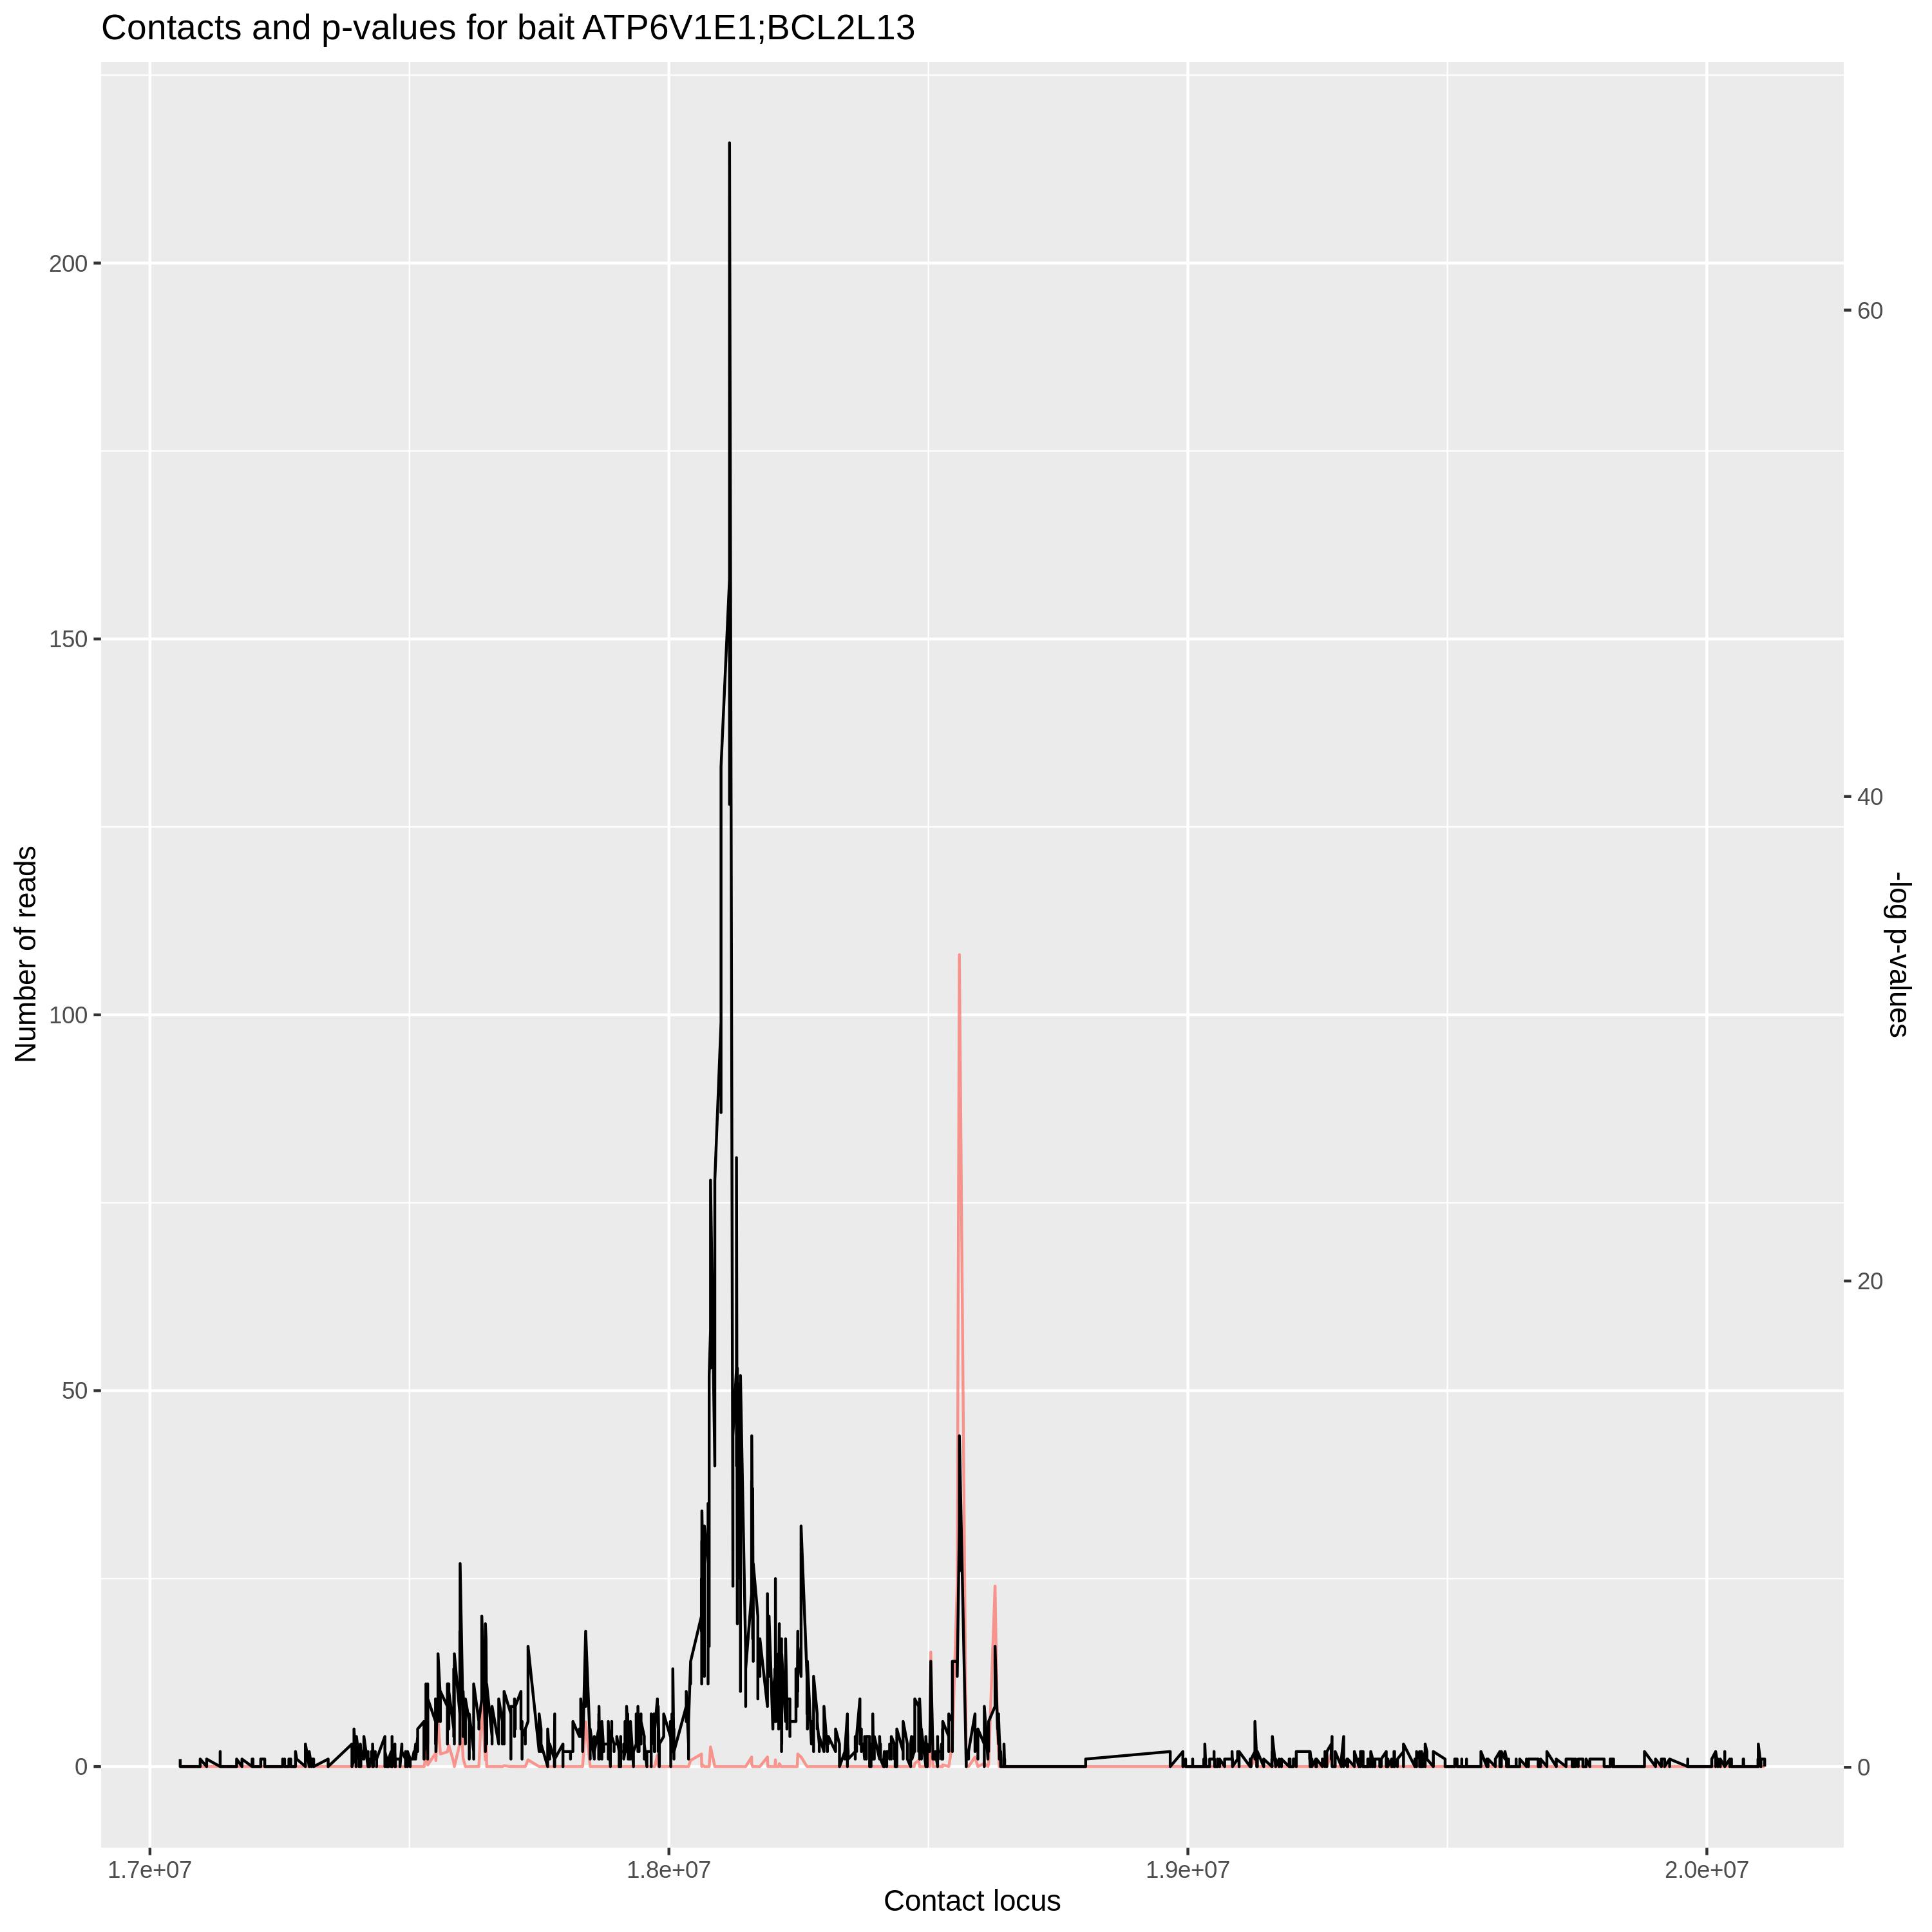 Contacts and p-values for bait ATP6V1E1;BCL2L13
Number of reads
200
150
100
50
0
60
40
20
0
-log p-values
1.7e+07
1.8e+07
1.9e+07
2.0e+07
Contact locus